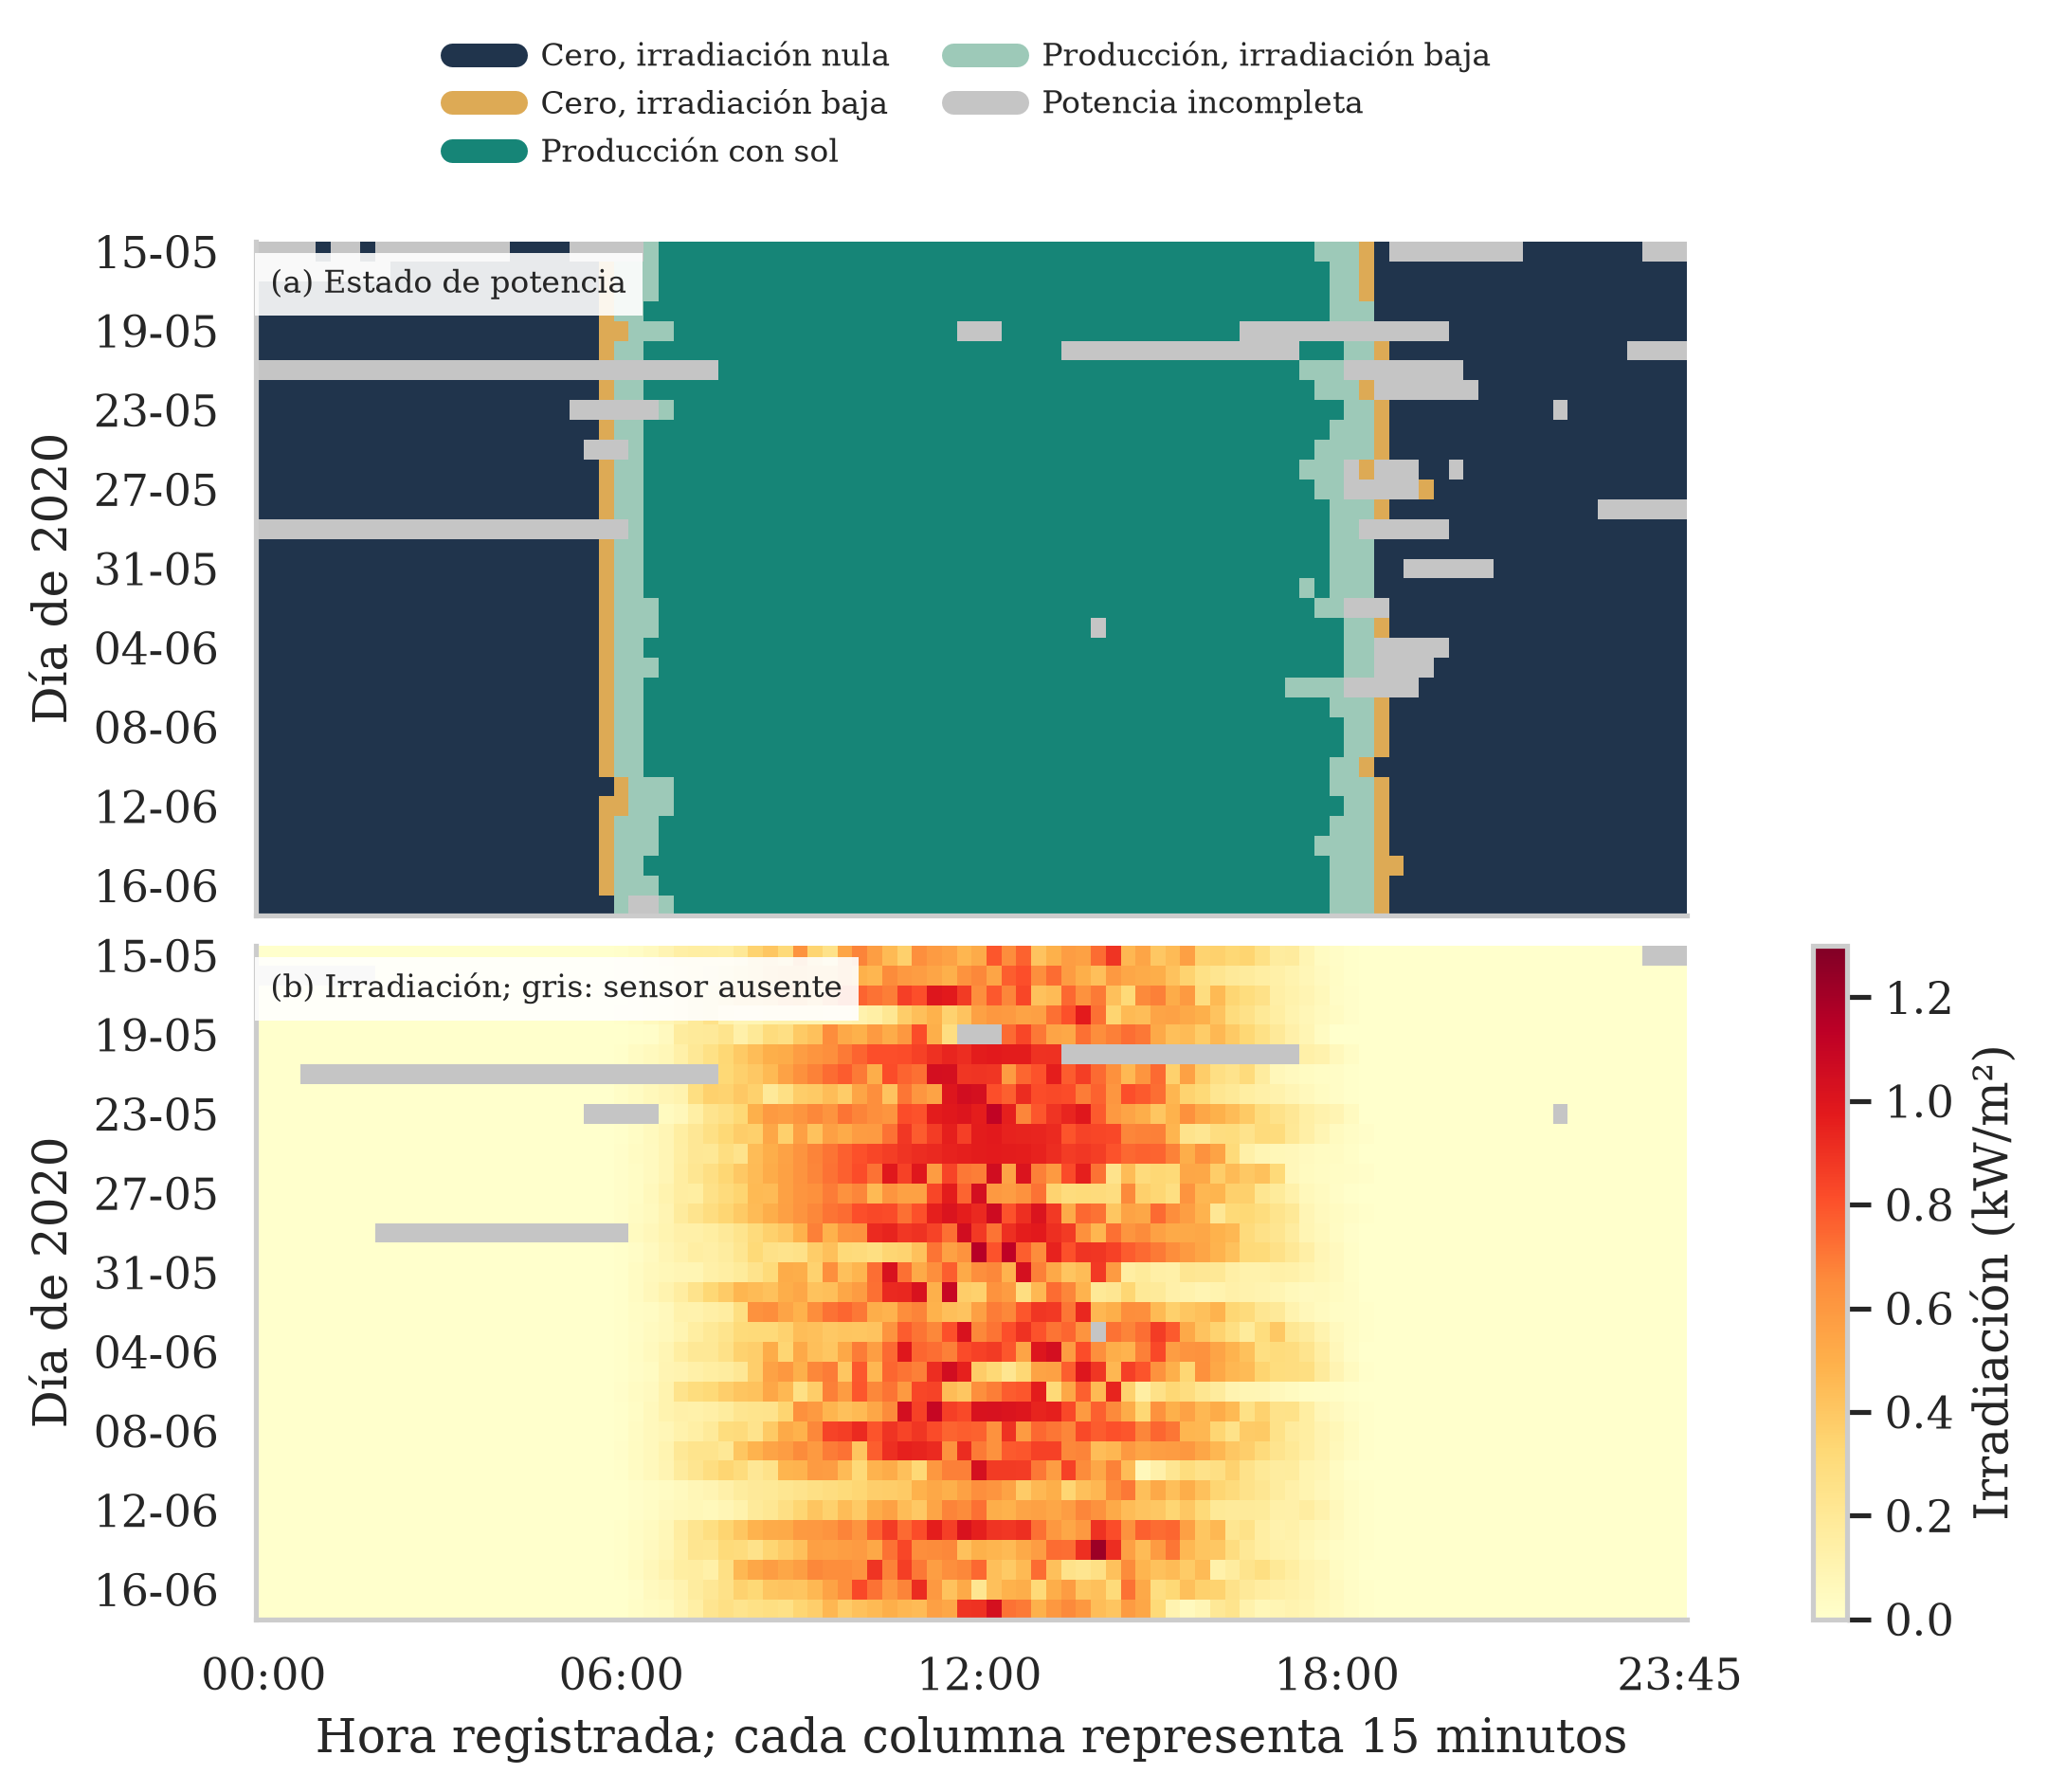 Cero, irradiación nula
Cero, irradiación baja
Producción con sol
Producción, irradiación baja
Potencia incompleta
Día de 2020
15-05
19-05
23-05
27-05
31-05
04-06
08-06
12-06
16-06
(a) Estado de potencia
Día de 2020
15-05
19-05
23-05
27-05
31-05
04-06
08-06
12-06
16-06
(b) Irradiación; gris: sensor ausente
00:00
06:00
12:00
18:00
23:45
Hora registrada; cada columna representa 15 minutos
1.2
1.0
0.8
0.6
0.4
0.2
0.0
Irradiación (kW/m²)